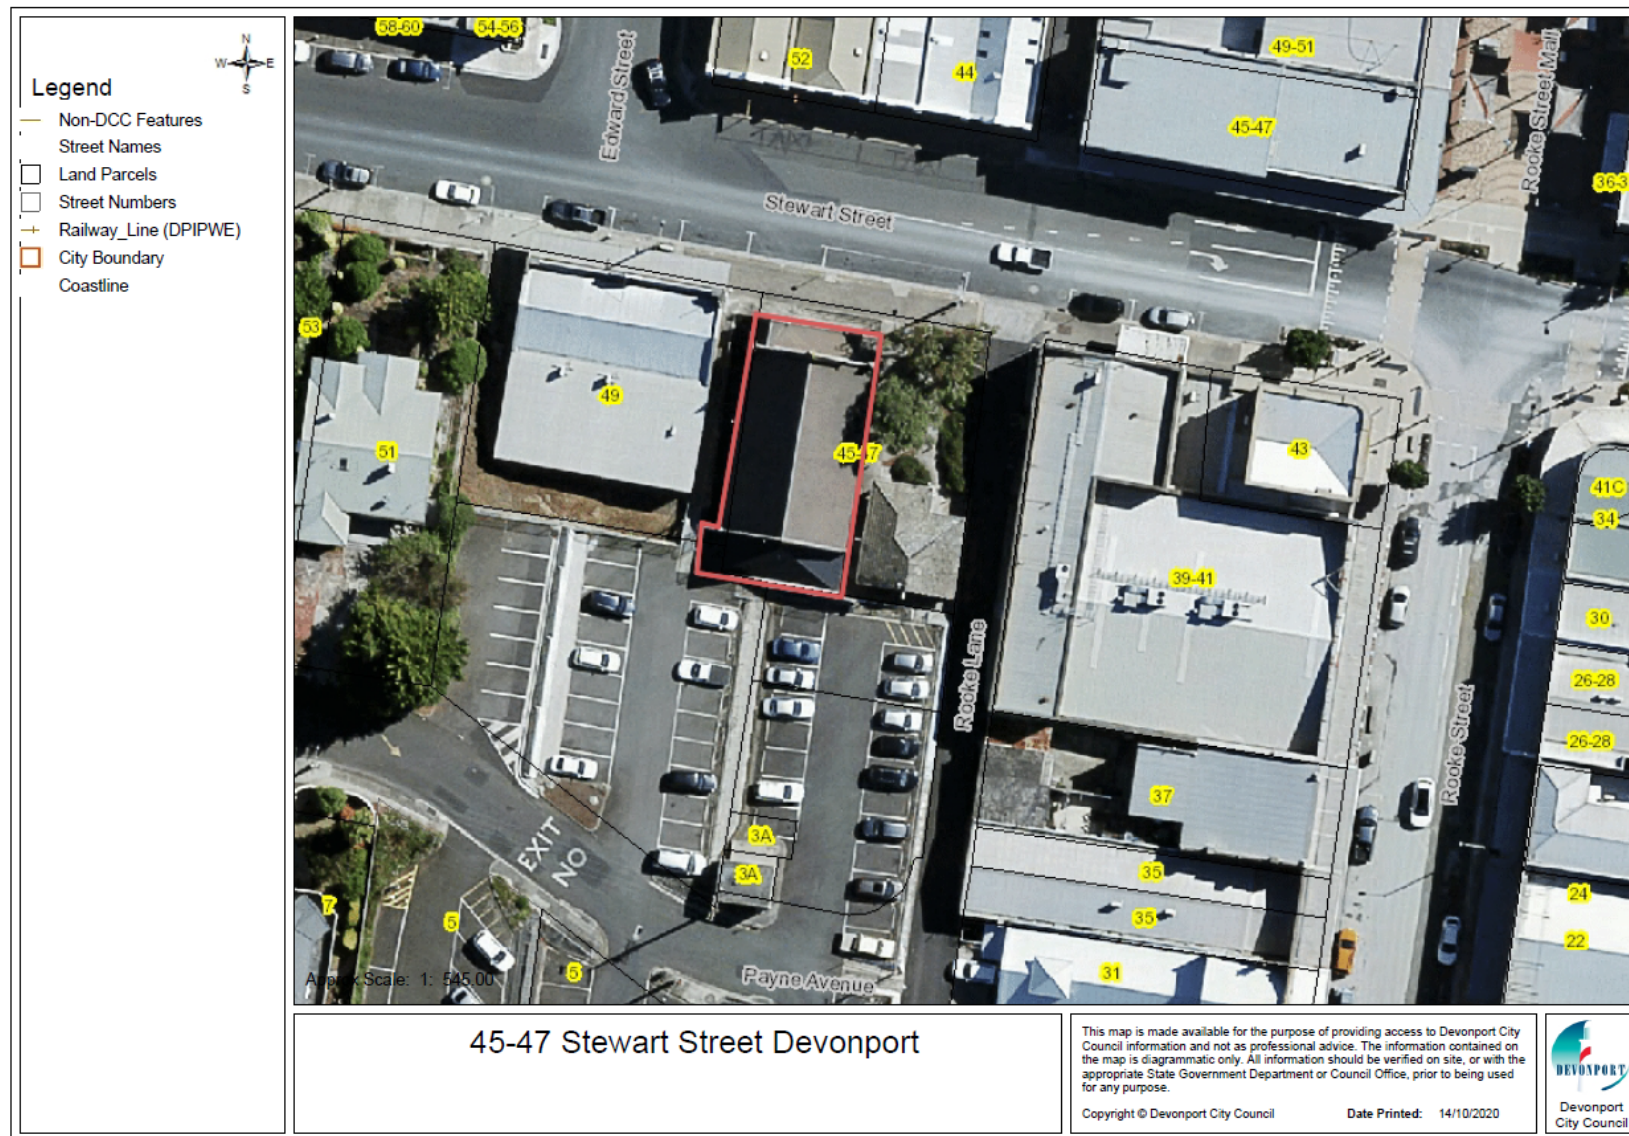 N
W E
S
Legend
Non-DCC Features
Street Names
Land Parcels
Street Numbers
Railway_Line (DPIPWE)
City Boundary
Coastline
58-60
54-56
52
44
49-51
45-47
36-3
Edward Street
Stewart Street
Rooke Street Mall
53
51
49
45-47
43
41C
34
39-41
30
26-28
26-28
Rooke Lane
Rooke Street
37
3A
3A
35
35
24
22
31
EXIT
NO
7
5
5
Payne Avenue
Approx Scale: 1: 545.00
45-47 Stewart Street Devonport
This map is made available for the purpose of providing access to Devonport City
Council information and not as professional advice. The information contained on
the map is diagrammatic only. All information should be verified on site, or with the
appropriate State Government Department or Council Office, prior to being used
for any purpose.
Copyright © Devonport City Council Date Printed: 14/10/2020
DEVONPORT
Devonport
City Council